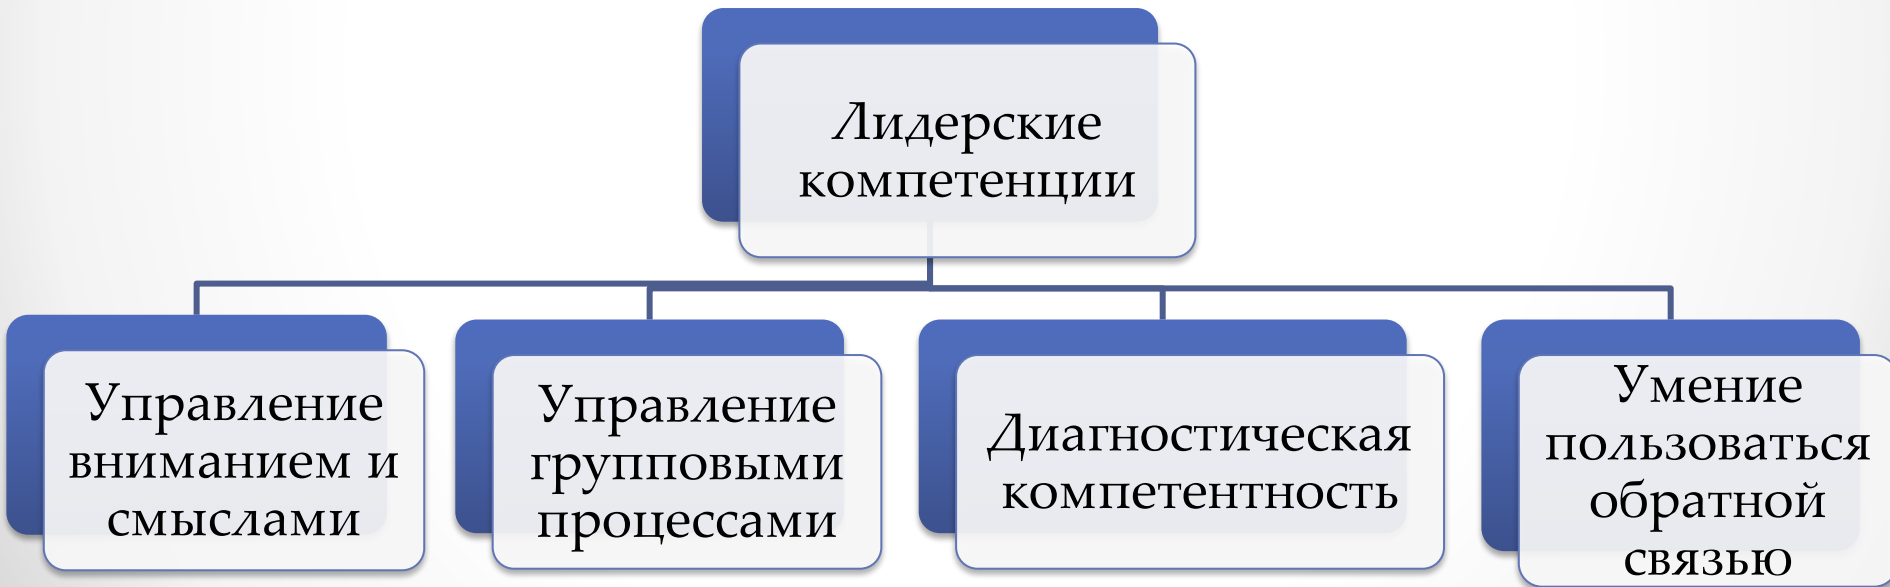 Лидерские
компетенции
Управление
вниманием и
смыслами
Управление
групповыми
процессами
Диагностическая
компетентность
Умение
пользоваться
обратной
связью